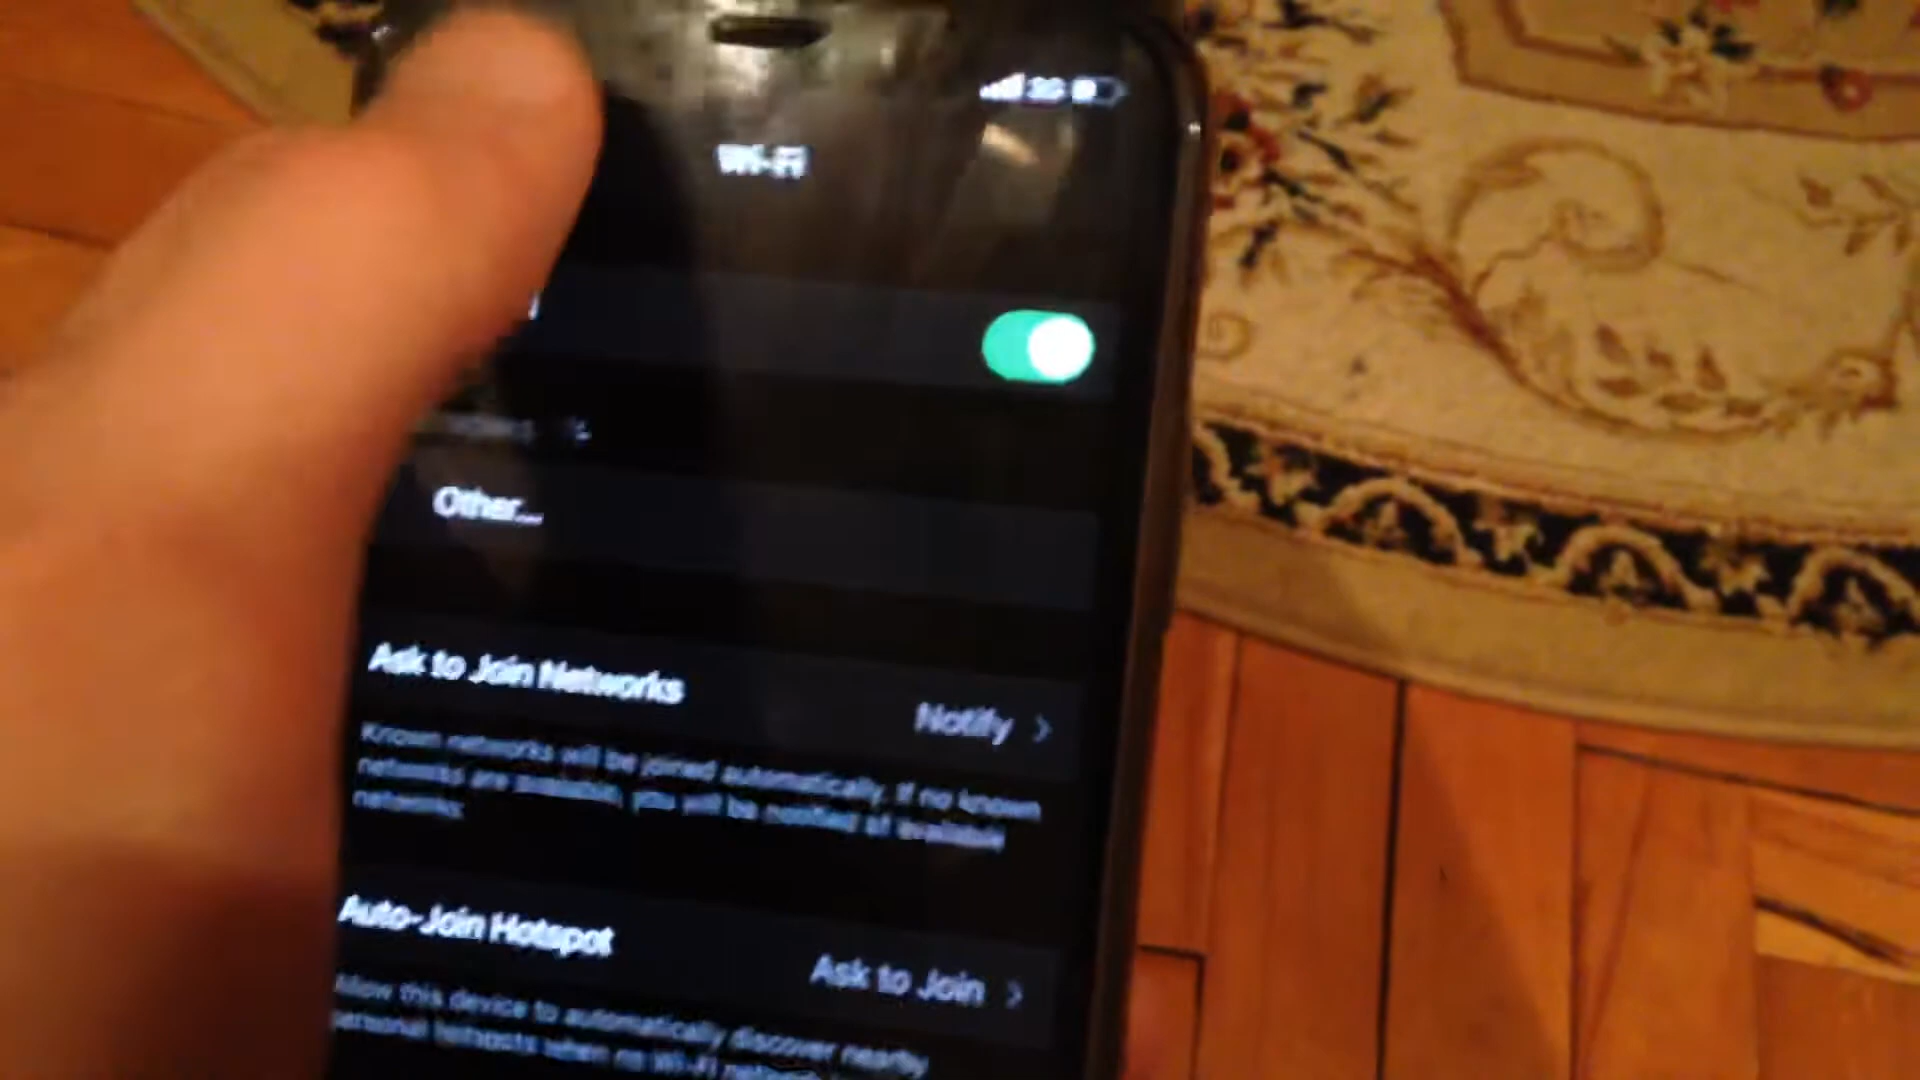 3G
Wi-Fi
Other...
Ask to Join Networks
Notify
Known networks will be joined automatically. If no known
networks are available, you will be notified of available
networks.
Auto-Join Hotspot
Ask to Join
Allow this device to automatically discover nearby
personal hotspots when no Wi-Fi network